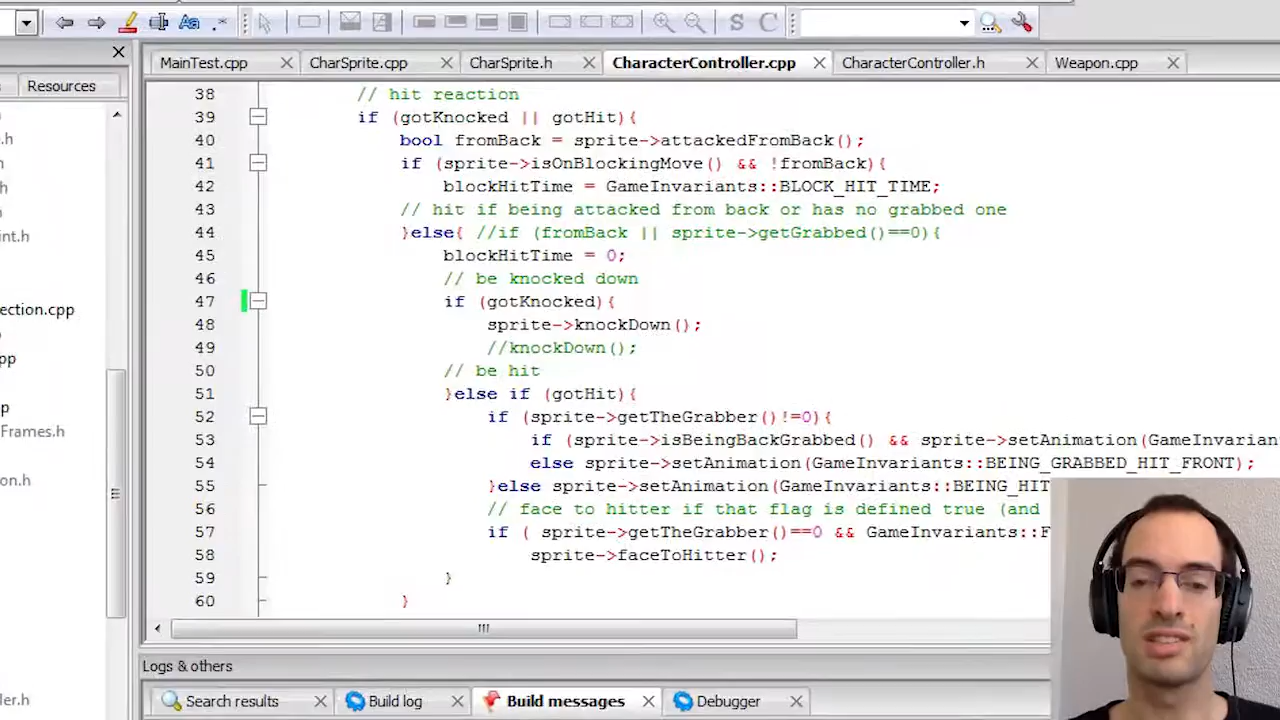 Aa .*
S C
MainTest.cpp CharSprite.cpp CharSprite.h CharacterController.cpp CharacterController.h Weapon.cpp
Resources
.h
.h
int.h
ection.cpp
pp
p
Frames.h
on.h
ler.h
38 // hit reaction
39 if (gotKnocked || gotHit){
40 bool fromBack = sprite->attackedFromBack();
41 if (sprite->isOnBlockingMove() && !fromBack){
42 blockHitTime = GameInvariants::BLOCK_HIT_TIME;
43 // hit if being attacked from back or has no grabbed one
44 }else{ //if (fromBack || sprite->getGrabbed()==0){
45 blockHitTime = 0;
46 // be knocked down
47 if (gotKnocked){
48 sprite->knockDown();
49 //knockDown();
50 // be hit
51 }else if (gotHit){
52 if (sprite->getTheGrabber()!=0){
53 if (sprite->isBeingBackGrabbed() && sprite->setAnimation(GameInvarian
54 else sprite->setAnimation(GameInvariants::BEING_GRABBED_HIT_FRONT);
55 }else sprite->setAnimation(GameInvariants::BEING_HIT
56 // face to hitter if that flag is defined true (and
57 if ( sprite->getTheGrabber()==0 && GameInvariants::F
58 sprite->faceToHitter();
59 }
60 }
Logs & others
Search results Build log Build messages Debugger